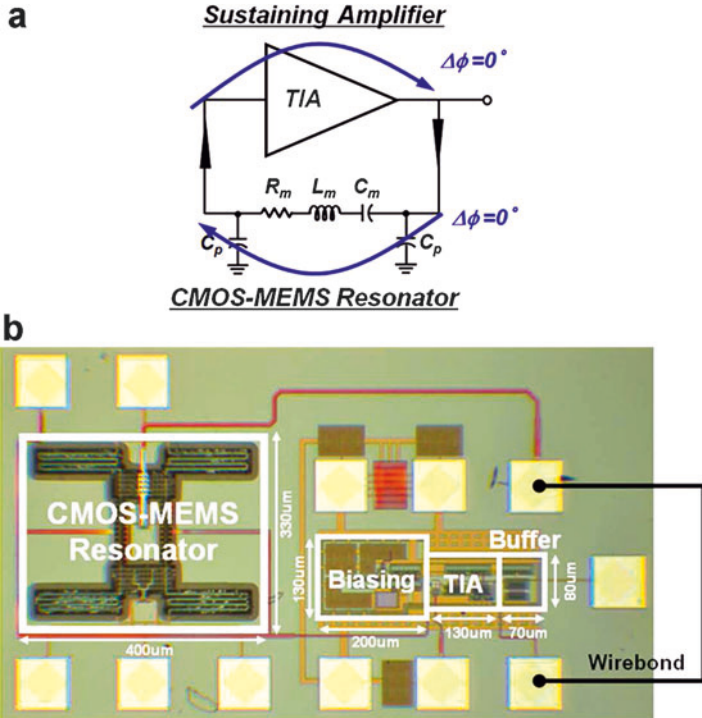 a
Sustaining Amplifier
Δϕ=0°
TIA
Rm Lm Cm
Δϕ=0°
Cp
Cp
CMOS-MEMS Resonator
b
CMOS-MEMS
Resonator
330um
400um
130um
Biasing
TIA
Buffer
80um
200um
130um
70um
Wirebond